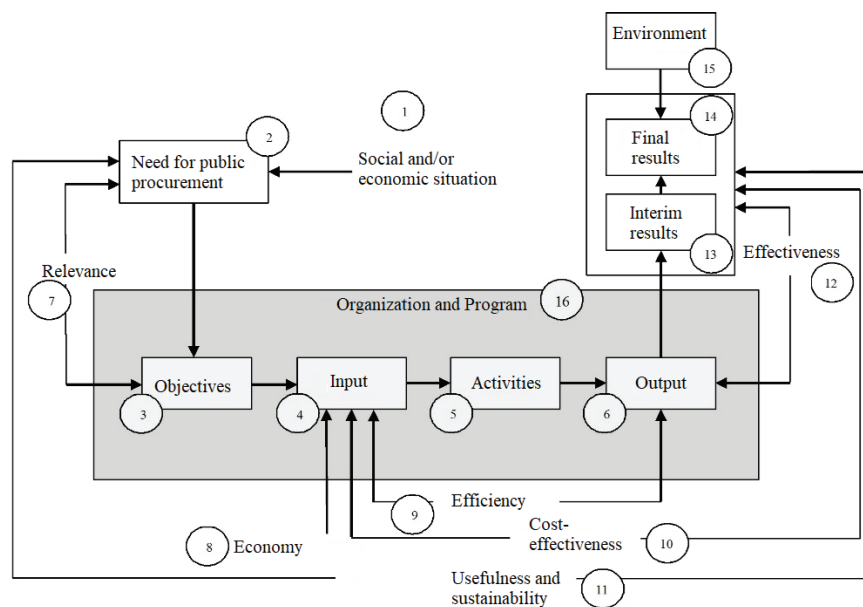 Environment
15
1
14
2
Final
results
Need for public
procurement
Social and/or
economic situation
Interim
results
13
Effectiveness
12
Relevance
7
Organization and Program
16
Objectives
3
Input
4
Activities
5
Output
6
Efficiency
9
Cost-
effectiveness
10
8
Economy
Usefulness and
sustainability
11